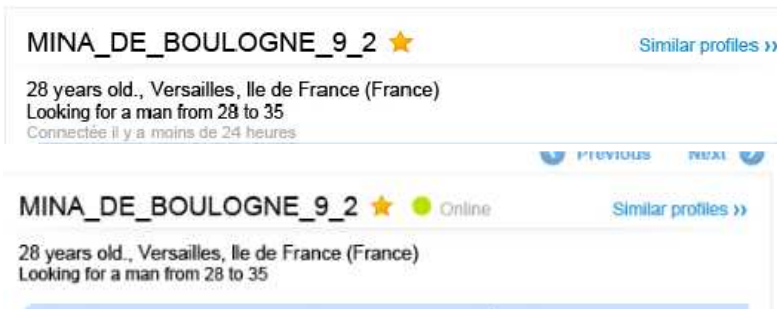 MINA_DE_BOULOGNE_9_2 Similar profiles ››
28 years old., Versailles, Ile de France (France)
Looking for a man from 28 to 35
Connectée il y a moins de 24 heures
Previous Next
MINA_DE_BOULOGNE_9_2 Online Similar profiles ››
28 years old., Versailles, Ile de France (France)
Looking for a man from 28 to 35